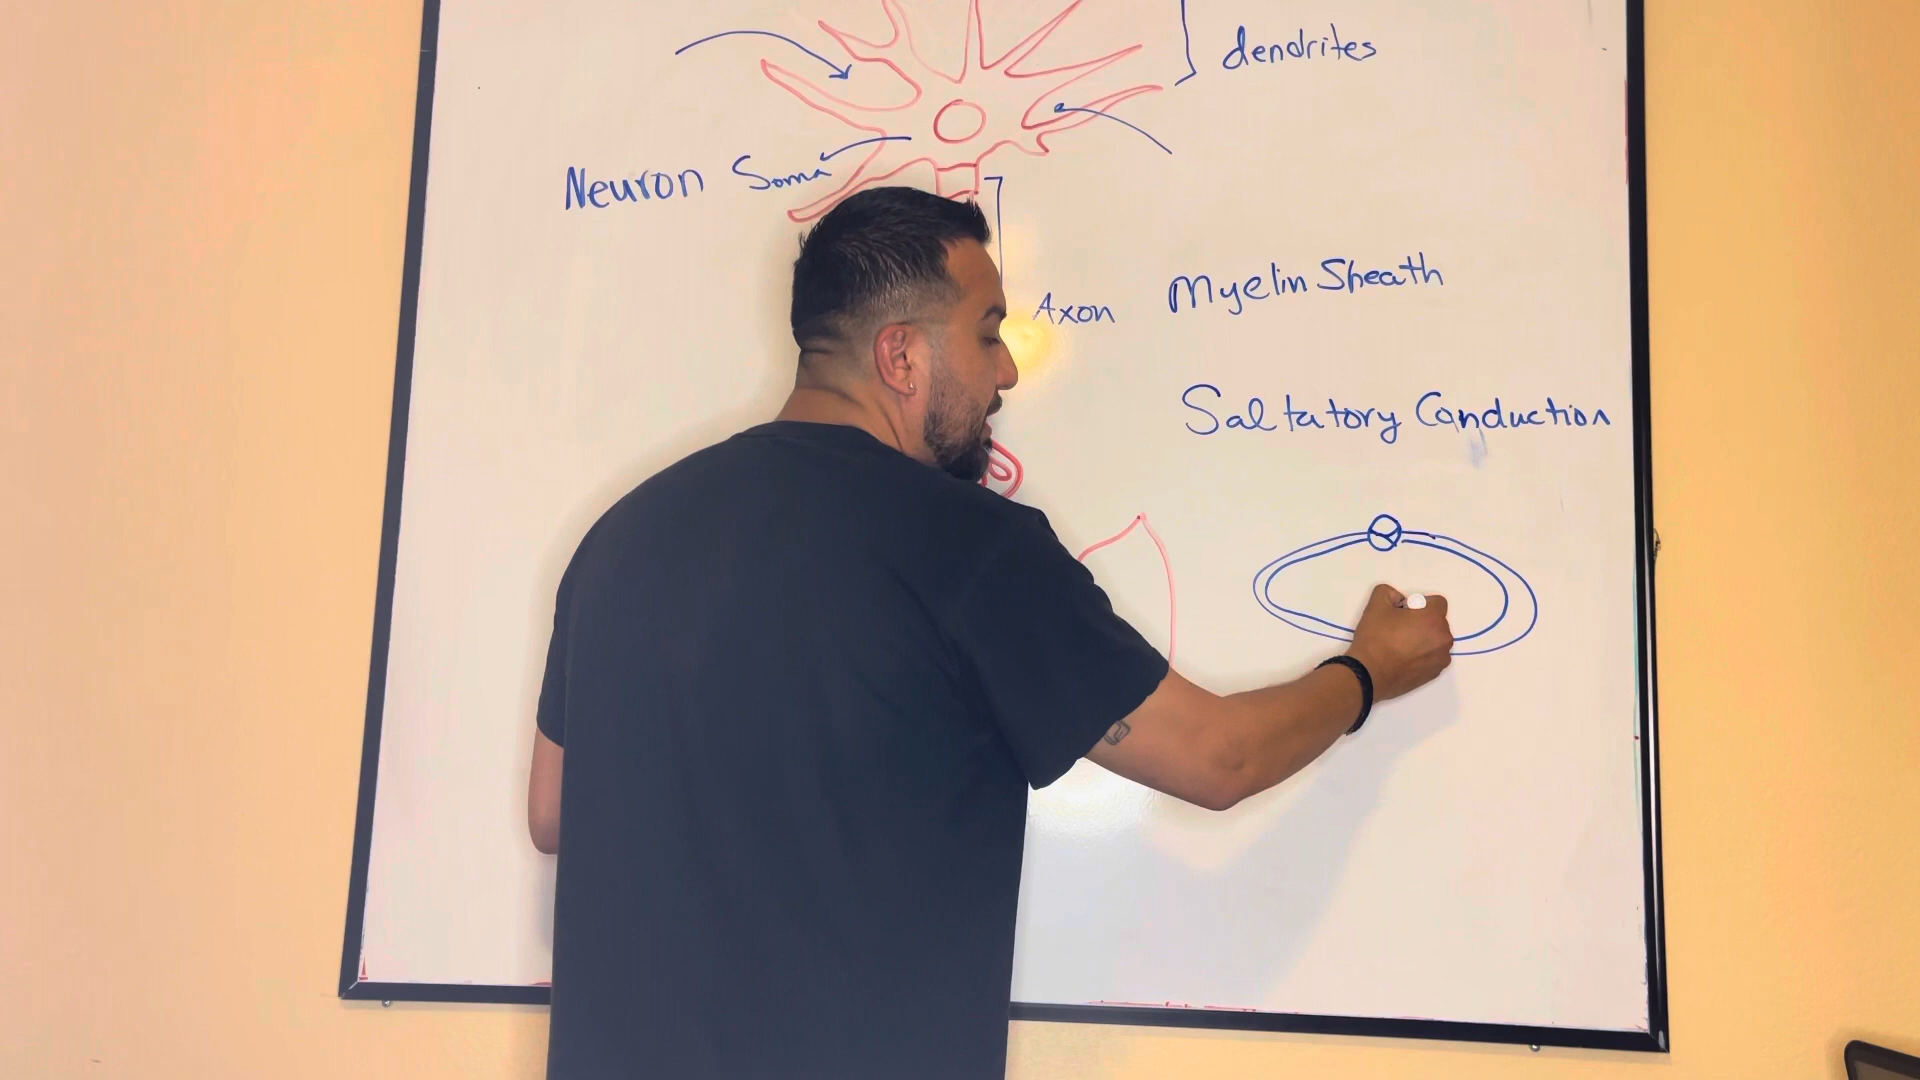 dendrites
Neuron Soma
Axon Myelin Sheath
Saltatory Conduction